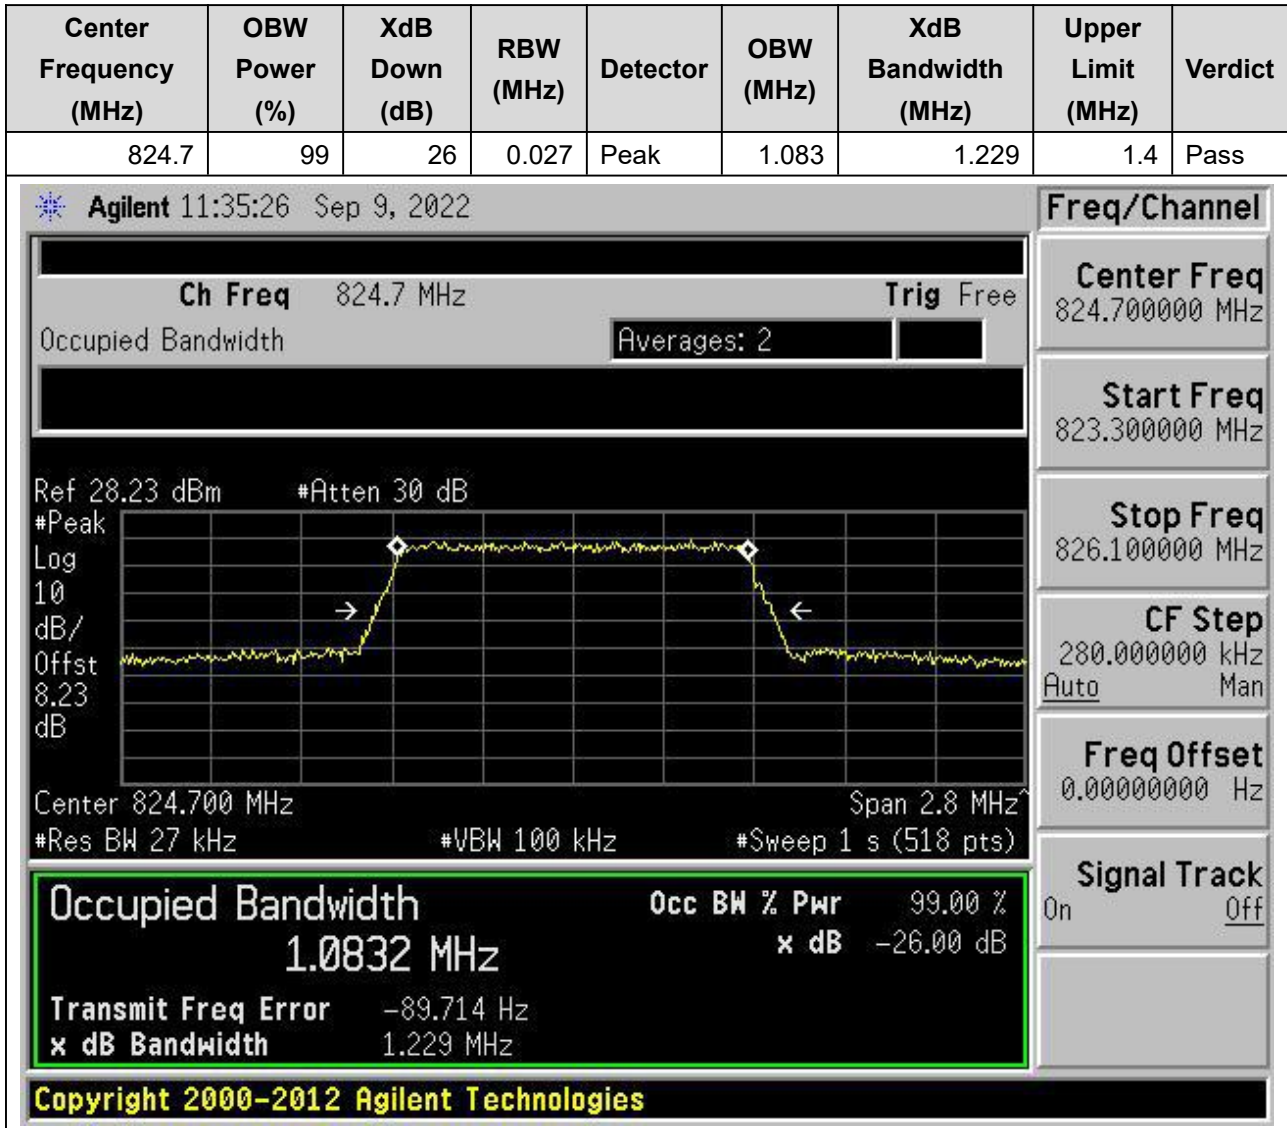 Center Frequency (MHz) OBW Power (%) XdB Down (dB) RBW (MHz) Detector OBW (MHz) XdB Bandwidth (MHz) Upper Limit (MHz) Verdict
824.7 99 26 0.027 Peak 1.083 1.229 1.4 Pass
Agilent 11:35:26 Sep 9, 2022
Freq/Channel
Ch Freq 824.7 MHz Trig Free
Occupied Bandwidth Averages: 2
Center Freq
824.700000 MHz
Start Freq
823.300000 MHz
Stop Freq
826.100000 MHz
CF Step
280.000000 kHz
Auto Man
Freq Offset
0.00000000 Hz
Signal Track
On Off
Ref 28.23 dBm #Atten 30 dB
#Peak
Log
10
dB/
Offst
8.23
dB
Center 824.700 MHz Span 2.8 MHz^
#Res BW 27 kHz #VBW 100 kHz #Sweep 1 s (518 pts)
Occupied Bandwidth Occ BW % Pwr 99.00 %
1.0832 MHz x dB -26.00 dB
Transmit Freq Error -89.714 Hz
x dB Bandwidth 1.229 MHz
Copyright 2000-2012 Agilent Technologies